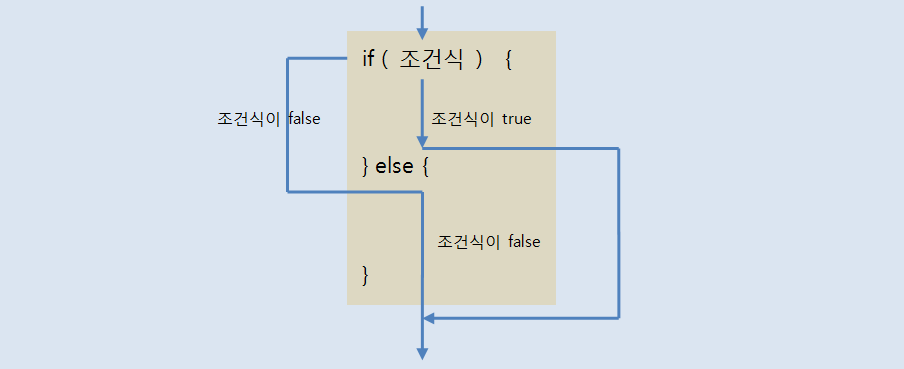 if ( 조건식 ) {
조건식이 false
조건식이 true
} else {
조건식이 false
}